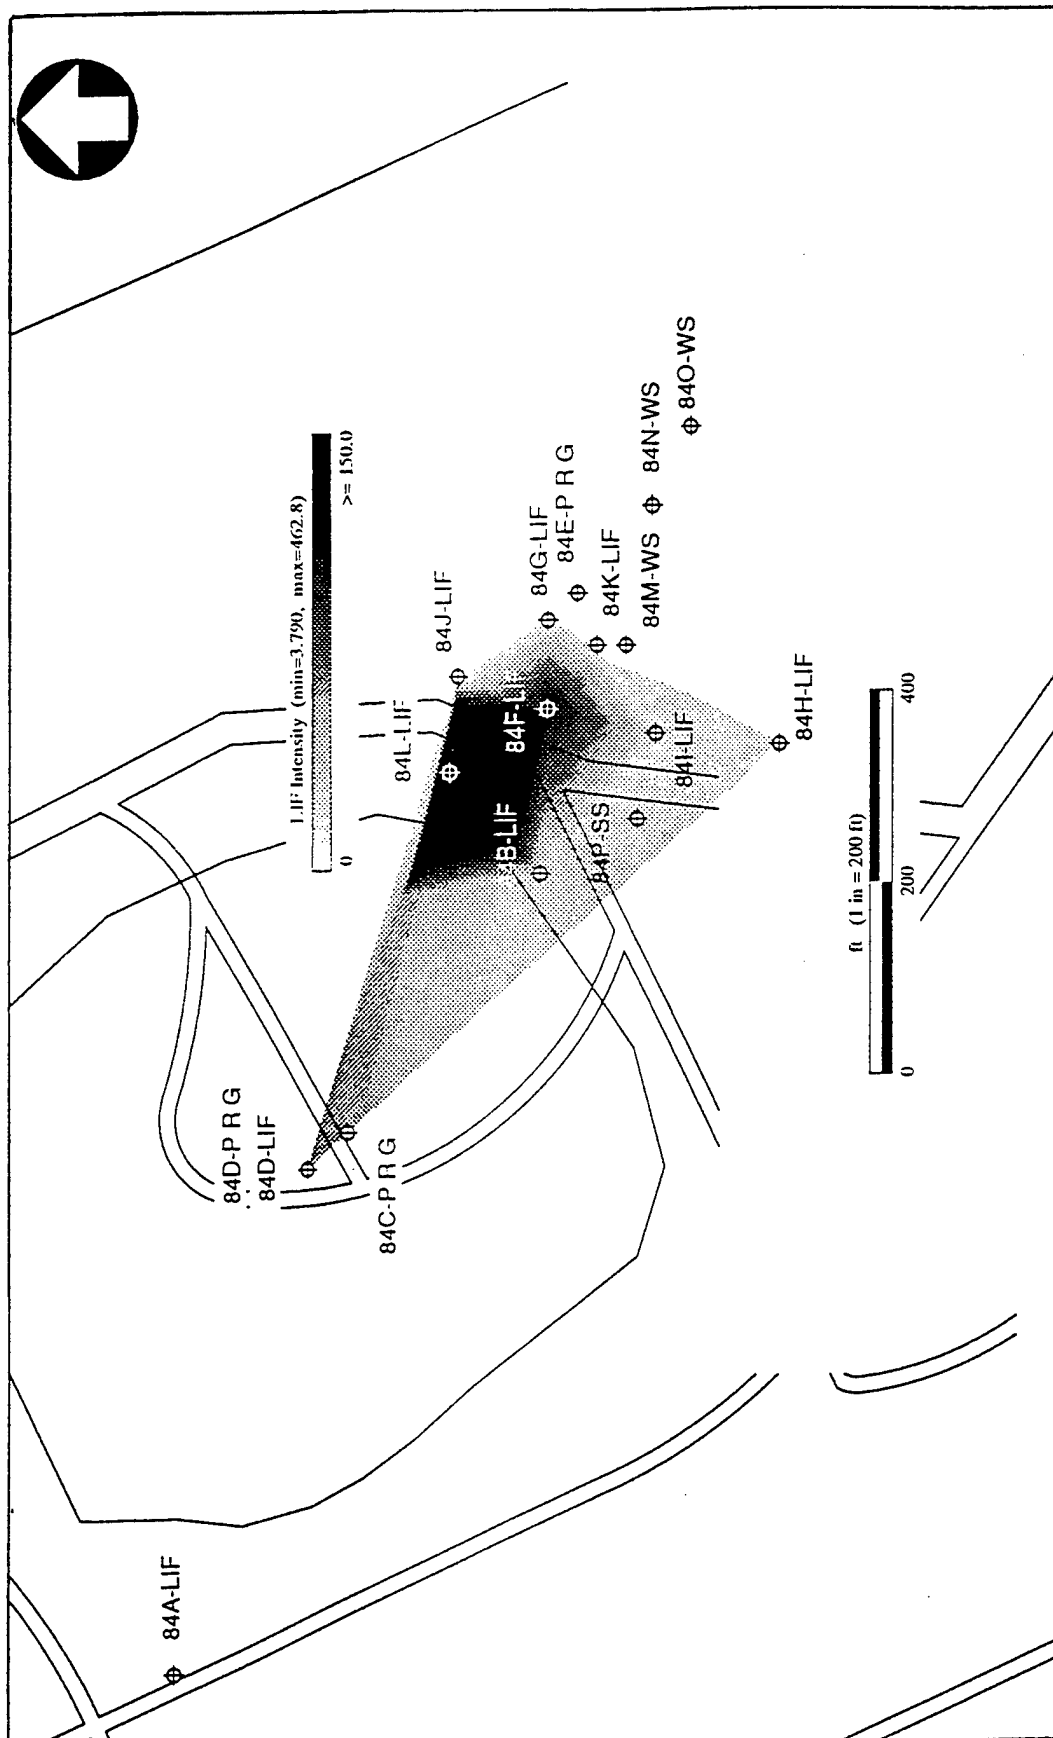 LIF Intensity (min=3.790, max=462.8)
0
>= 150.0
84J-LIF
84L-LIF
84G-LIF
84E-P R G
84F-LIF
84K-LIF
84M-WS
84N-WS
84O-WS
84I-LIF
84P-SS
84H-LIF
84D-P R G
84D-LIF
84C-P R G
84A-LIF
ft (1 in = 200 ft)
0
200
400